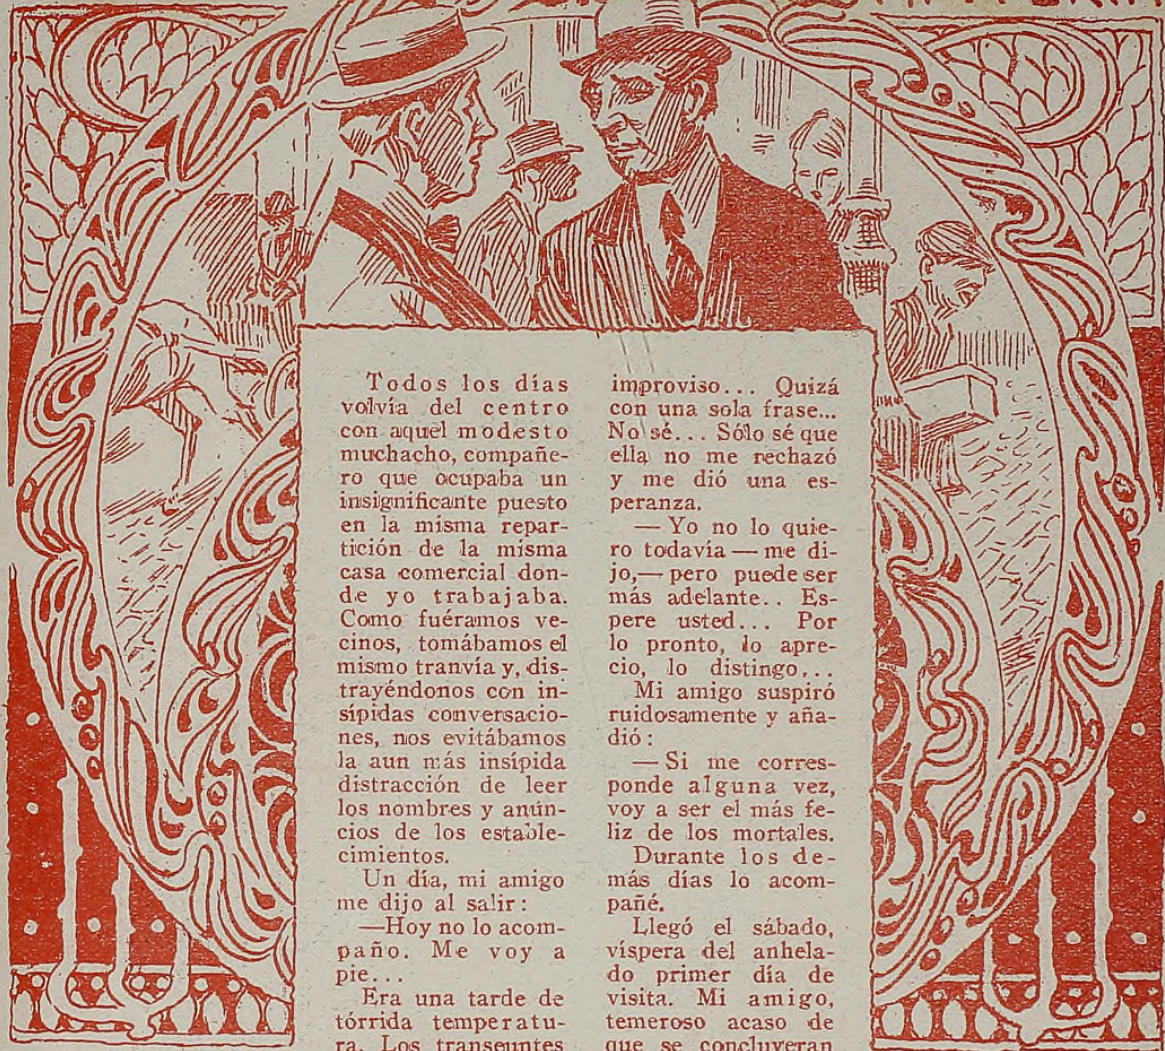 Todos los días
volvía del centro
con aquel modesto
muchacho, compañe-
ro que ocupaba un
insignificante puesto
en la misma repar-
tición de la misma
casa comercial don-
de yo trabajaba.
Como fuéramos ve-
cinos, tomábamos el
mismo tranvía y, dis-
trayéndonos con in-
sípidas conversacio-
nes, nos evitábamos
la aun más insípida
distracción de leer
los nombres y anun-
cios de los estable-
cimientos.
Un día, mi amigo
me dijo al salir:
—Hoy no lo acom-
paño. Me voy a
pie...
Era una tarde de
tórrida temperatu-
ra. Los transeuntes
improviso... Quizá
con una sola frase...
No sé... Sólo sé que
ella no me rechazó
y me dió una es-
peranza.
— Yo no lo quie-
ro todavía — me di-
jo,— pero puede ser
más adelante.. Es-
pere usted... Por
lo pronto, lo apre-
cio, lo distingo...
Mi amigo suspiró
ruidosamente y aña-
dió:
— Si me corres-
ponde alguna vez,
voy a ser el más fe-
liz de los mortales.
Durante los de-
más días lo acom-
pañé.
Llegó el sábado,
víspera del anhela-
do primer día de
visita. Mi amigo,
temeroso acaso de
que se concluyeran